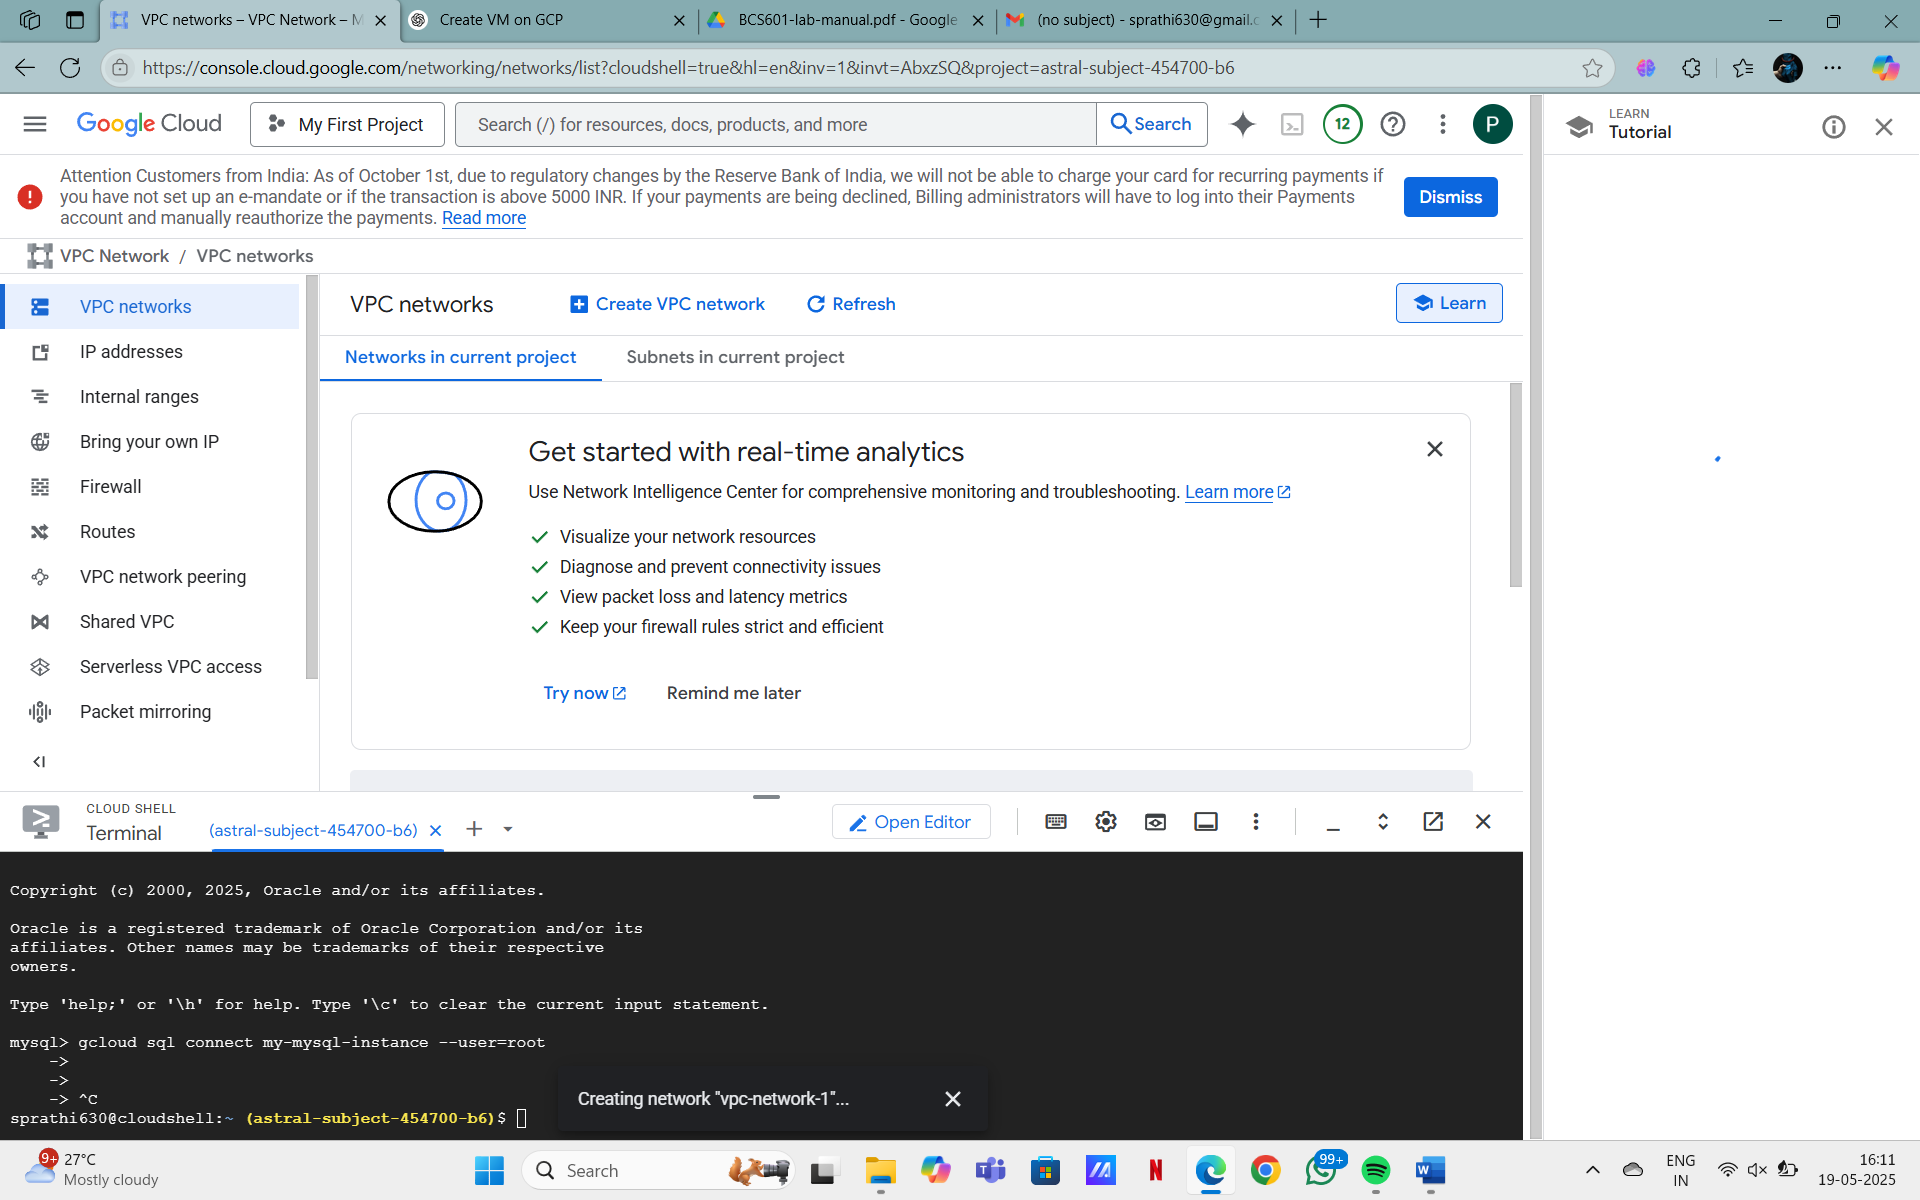 VPC networks – VPC Network – M
Create VM on GCP
BCS601-lab-manual.pdf - Google
(no subject) - sprathi630@gmail.c
https://console.cloud.google.com/networking/networks/list?cloudshell=true&hl=en&inv=1&invt=AbxzSQ&project=astral-subject-454700-b6
Google Cloud
My First Project
Search (/) for resources, docs, products, and more
Search
12
P
LEARN
Tutorial
Attention Customers from India: As of October 1st, due to regulatory changes by the Reserve Bank of India, we will not be able to charge your card for recurring payments if
you have not set up an e-mandate or if the transaction is above 5000 INR. If your payments are being declined, Billing administrators will have to log into their Payments
account and manually reauthorize the payments. Read more
Dismiss
VPC Network / VPC networks
VPC networks
IP addresses
Internal ranges
Bring your own IP
Firewall
Routes
VPC network peering
Shared VPC
Serverless VPC access
Packet mirroring
VPC networks
Create VPC network
Refresh
Learn
Networks in current project
Subnets in current project
Get started with real-time analytics
Use Network Intelligence Center for comprehensive monitoring and troubleshooting. Learn more
Visualize your network resources
Diagnose and prevent connectivity issues
View packet loss and latency metrics
Keep your firewall rules strict and efficient
Try now
Remind me later
CLOUD SHELL
Terminal
(astral-subject-454700-b6)
Open Editor
Copyright (c) 2000, 2025, Oracle and/or its affiliates.
Oracle is a registered trademark of Oracle Corporation and/or its
affiliates. Other names may be trademarks of their respective
owners.
Type 'help;' or '\h' for help. Type '\c' to clear the current input statement.
mysql> gcloud sql connect my-mysql-instance --user=root
->
->
-> ^C
sprathi630@cloudshell:~ (astral-subject-454700-b6)$
Creating network "vpc-network-1"...
9+
27°C
Mostly cloudy
Search
99+
ENG
IN
16:11
19-05-2025